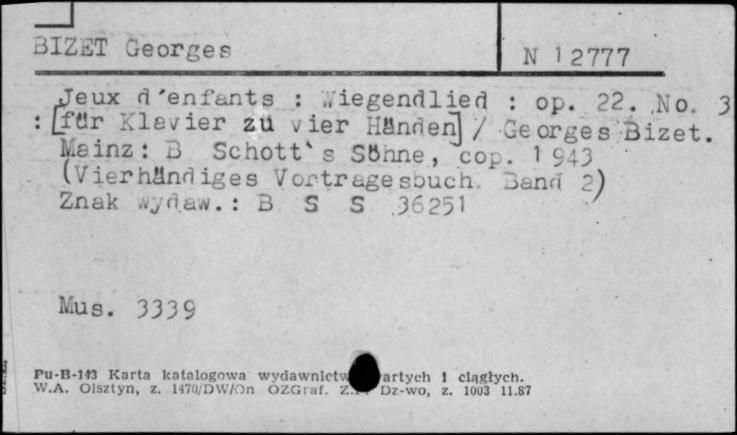 BIZET Georges
N 12777
Jeux d'enfants : Wiegendlied : op. 22. No. 3
: [für Klavier zu vier Händen] / Georges Bizet.
Mainz: B Schott`s Söhne, cop. 1943
(Vierhändiges Vortragesbuch. Band 2)
Znak wydaw.: B S S 36251
Mus. 3339
Pu-B-143 Karta katalogowa wydawnictw artych i ciągłych.
W.A. Olsztyn, z. 1470/DW/On OZGraf. Z. Dz-wo, z. 1003 11.87